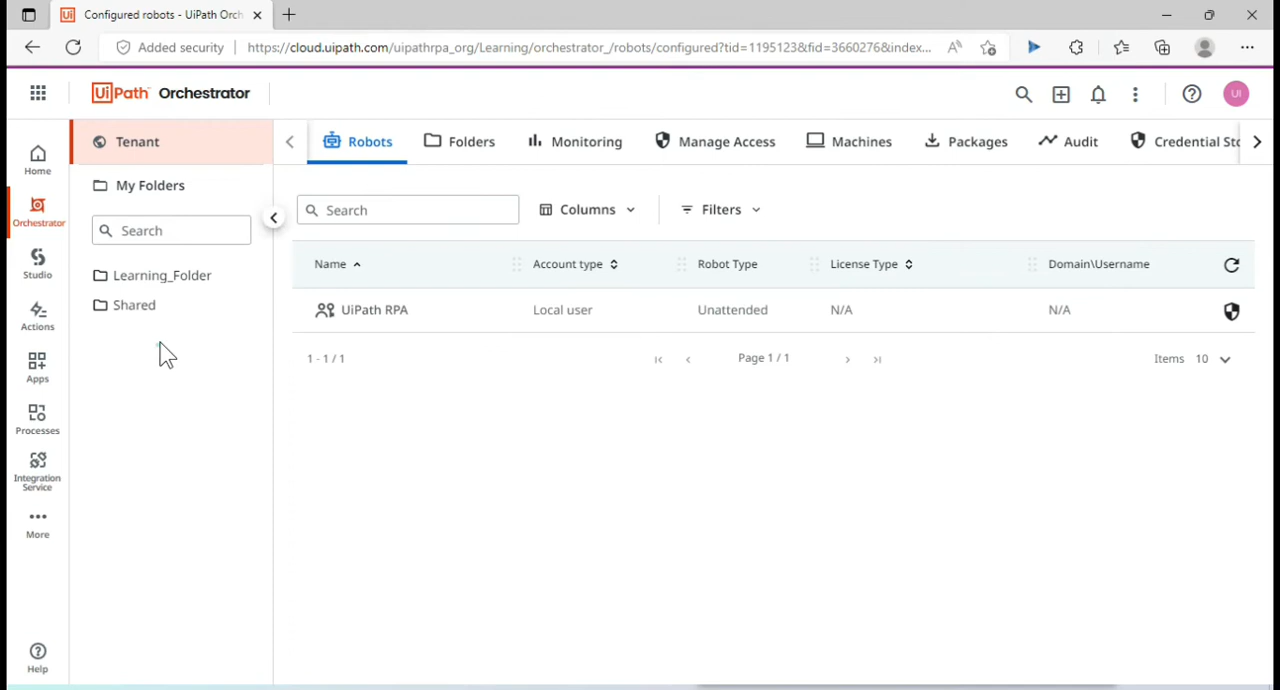 Configured robots - UiPath Orch
Added security
https://cloud.uipath.com/uipathrpa_org/Learning/orchestrator_/robots/configured?tid=1195123&fid=3660276&index...
UiPath Orchestrator
UI
Home
Orchestrator
Studio
Actions
Apps
Processes
Integration
Service
More
Help
Tenant
My Folders
Search
Learning_Folder
Shared
Robots Folders Monitoring Manage Access Machines Packages Audit Credential Sto
Search Columns Filters
Name Account type Robot Type License Type Domain\Username
UiPath RPA Local user Unattended N/A N/A
1 - 1 / 1 Page 1 / 1 Items 10